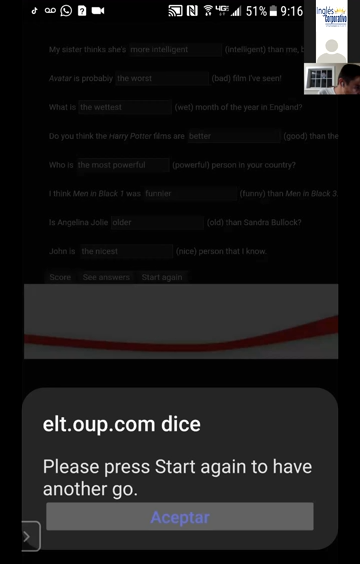 51% 9:16
Inglés
Corporativo
My sister thinks she's more intelligent (intelligent) than me, b
Avatar is probably the worst (bad) film I've seen!
What is the wettest (wet) month of the year in England?
Do you think the Harry Potter films are better (good) than the
Who is the most powerful (powerful) person in your country?
I think Men in Black 1 was funnier (funny) than Men in Black 3
Is Angelina Jolie older (old) than Sandra Bullock?
John is the nicest (nice) person that I know.
Score See answers Start again
elt.oup.com dice
Please press Start again to have
another go.
Aceptar